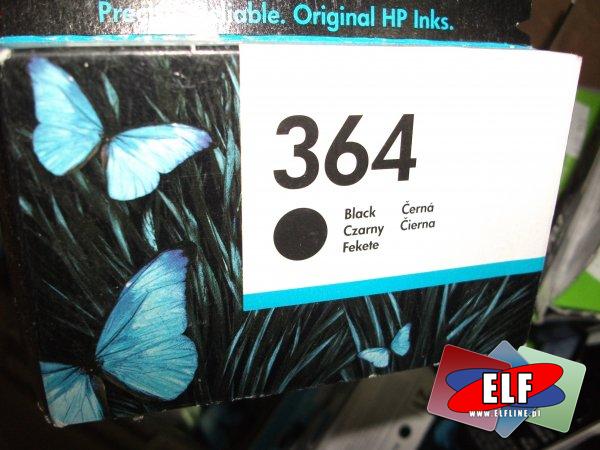 Original HP Inks.
364
Black Černá
Czarny Čierna
Fekete
ELF
www.ELFLINE.pl